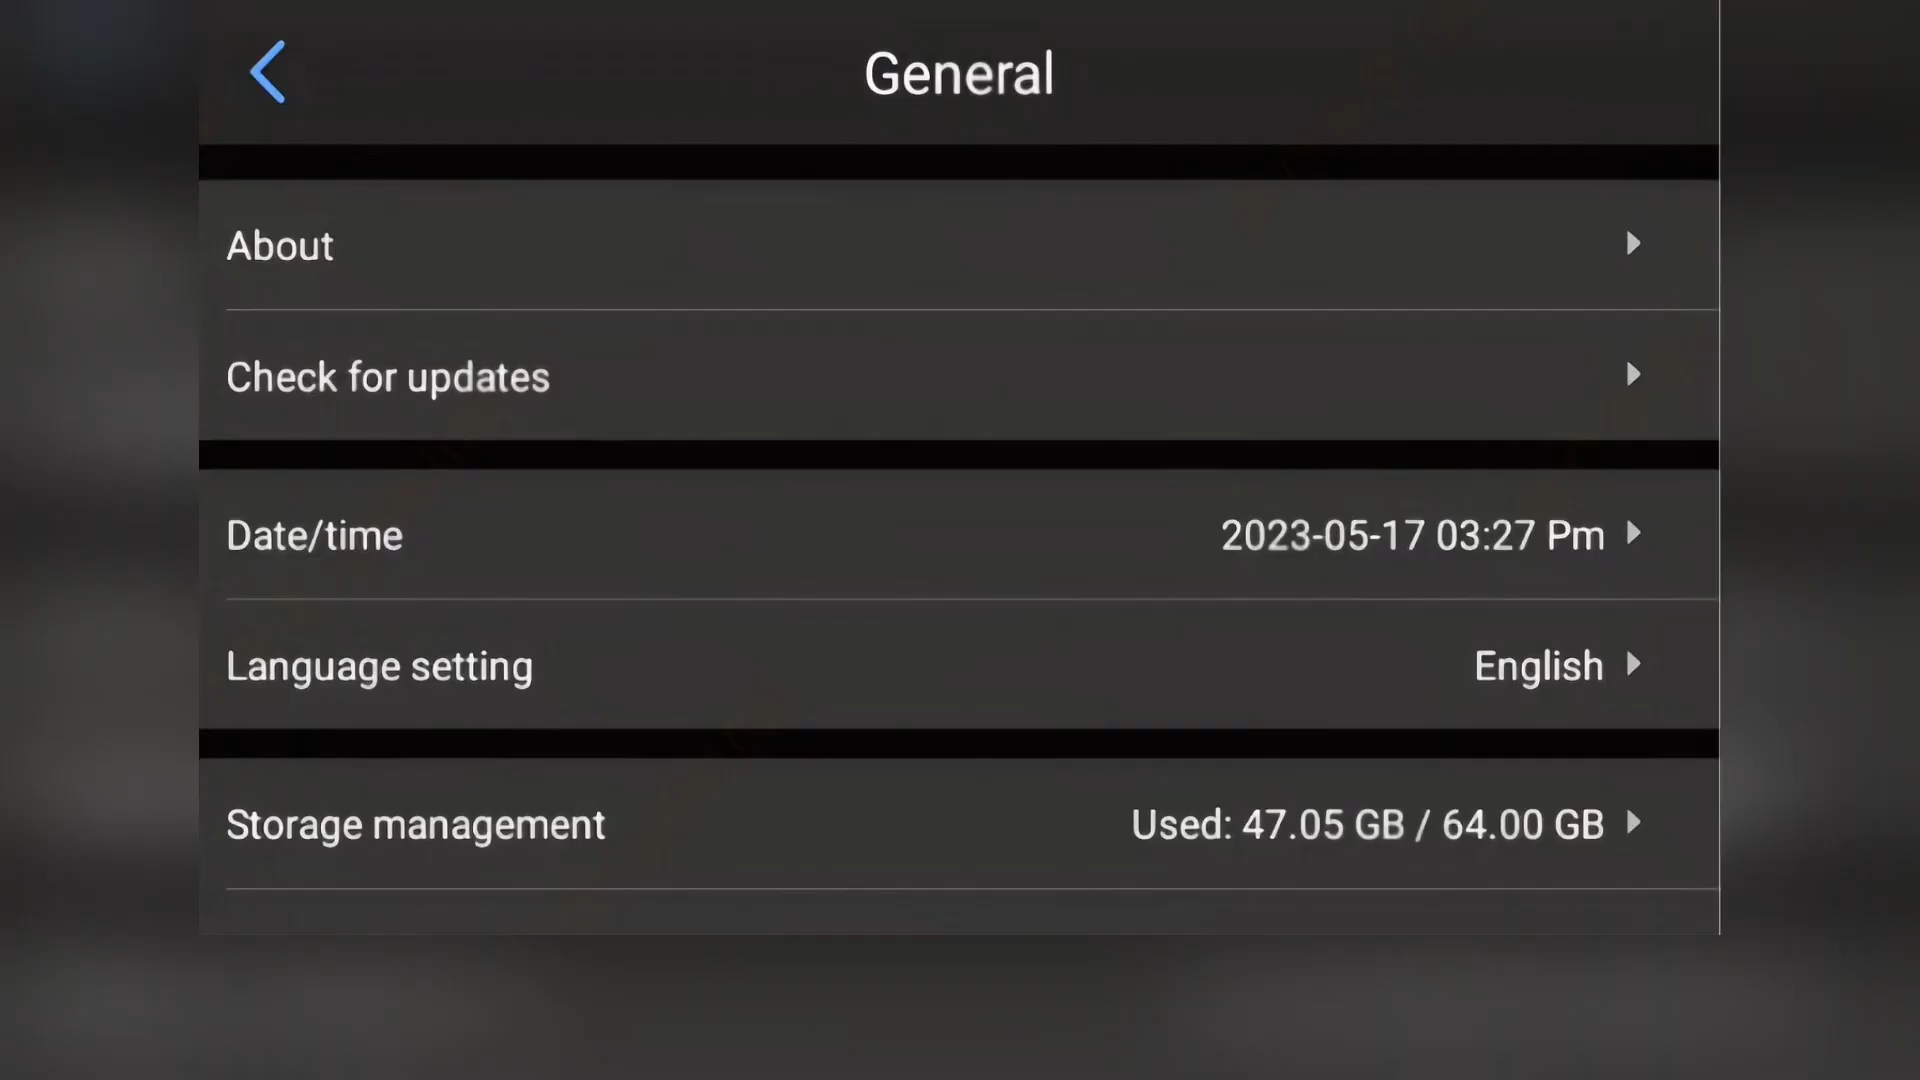 General
About
Check for updates
Date/time 2023-05-17 03:27 Pm
Language setting English
Storage management Used: 47.05 GB / 64.00 GB